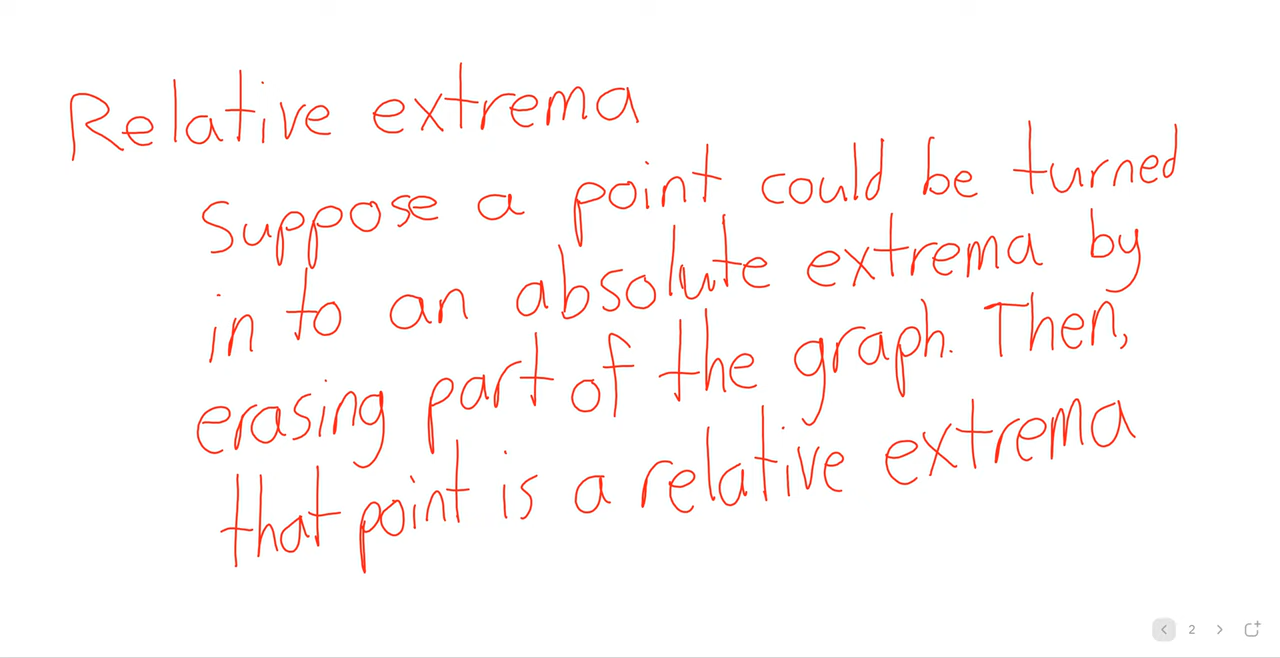 Relative extrema
Suppose a point could be turned
in to an absolute extrema by
erasing part of the graph. Then,
that point is a relative extrema
2